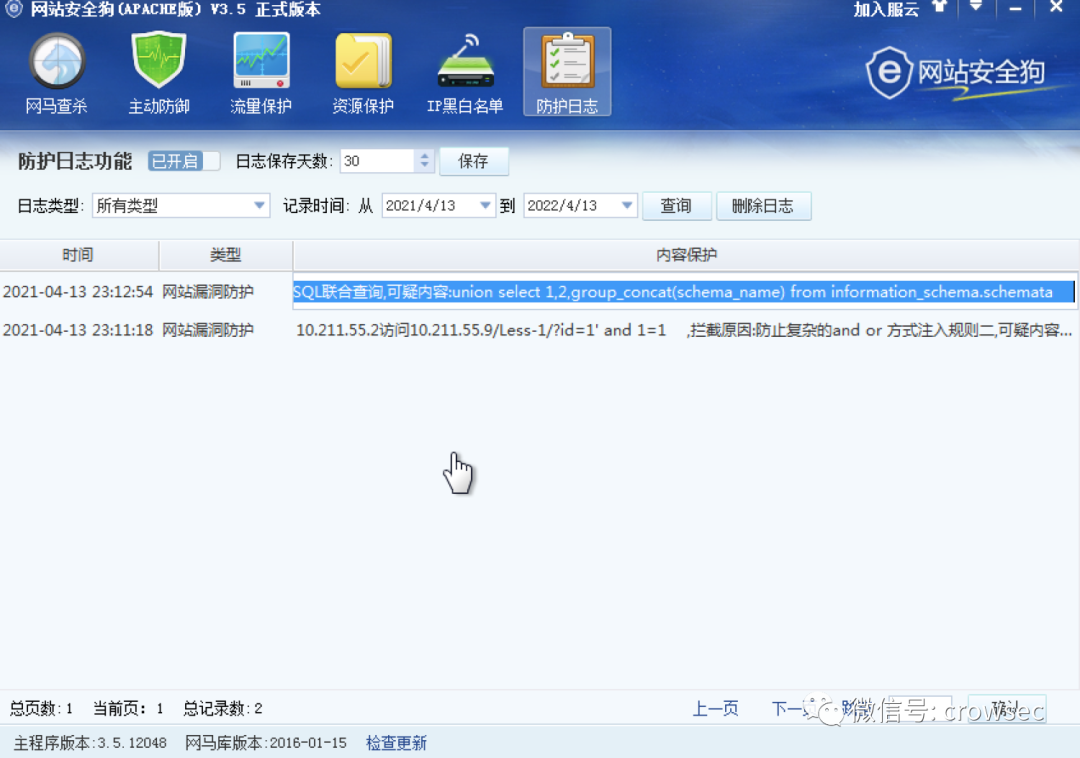 网站安全狗(APACHE版) V3.5 正式版本 加入服云
网马查杀 主动防御 流量保护 资源保护 IP黑白名单 防护日志 网站安全狗
防护日志功能 已开启 日志保存天数: 30 保存
日志类型: 所有类型 记录时间: 从 2021/4/13 到 2022/4/13 查询 删除日志
时间 类型 内容保护
2021-04-13 23:12:54 网站漏洞防护 SQL联合查询,可疑内容:union select 1,2,group_concat(schema_name) from information_schema.schemata
2021-04-13 23:11:18 网站漏洞防护 10.211.55.2访问10.211.55.9/Less-1/?id=1' and 1=1 ,拦截原因:防止复杂的and or 方式注入规则二,可疑内容...
总页数: 1 当前页: 1 总记录数: 2 上一页 下一 确认
微信号: crowsec
主程序版本:3.5.12048 网马库版本:2016-01-15 检查更新